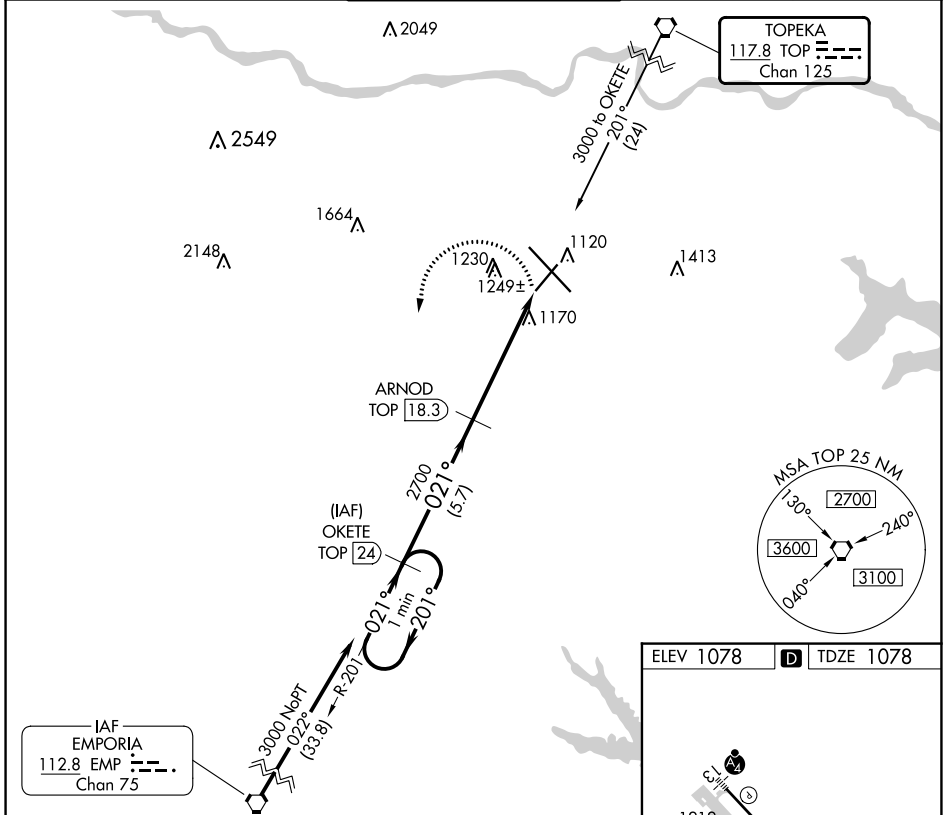 2049
TOPEKA
117.8 TOP
Chan 125
3000 to OKETE
201°
(24)
2549
1664
2148
1230
1249±
1120
1413
1170
ARNOD
TOP 18.3
2700
021°
(5.7)
(IAF)
OKETE
TOP 24
021°
1 min
201°
R-201
3000 NoPT
022°
(33.8)
IAF
EMPORIA
112.8 EMP
Chan 75
MSA TOP 25 NM
130°
2700
240°
3600
040°
3100
ELEV 1078 D TDZE 1078
A4
13
P